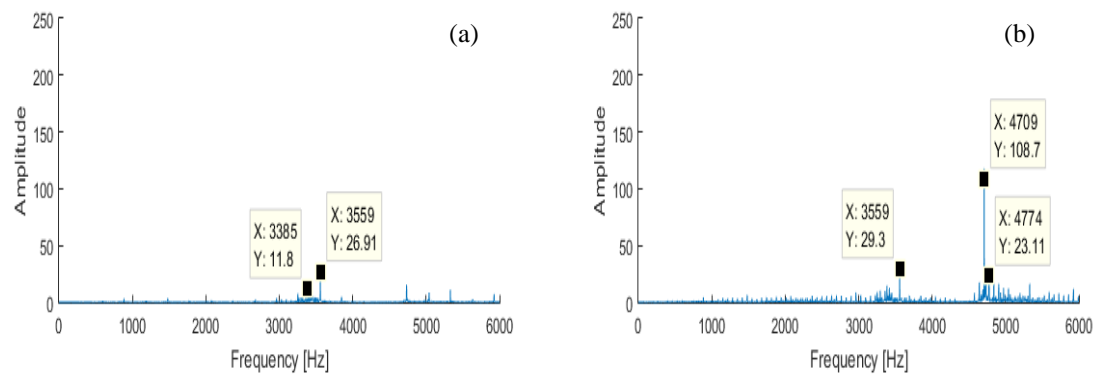 (a)
250
200
150
100
50
0
Amplitude
X: 3385
Y: 11.8
X: 3559
Y: 26.91
0 1000 2000 3000 4000 5000 6000
Frequency [Hz]
(b)
250
200
150
100
50
0
Amplitude
X: 3559
Y: 29.3
X: 4709
Y: 108.7
X: 4774
Y: 23.11
0 1000 2000 3000 4000 5000 6000
Frequency [Hz]